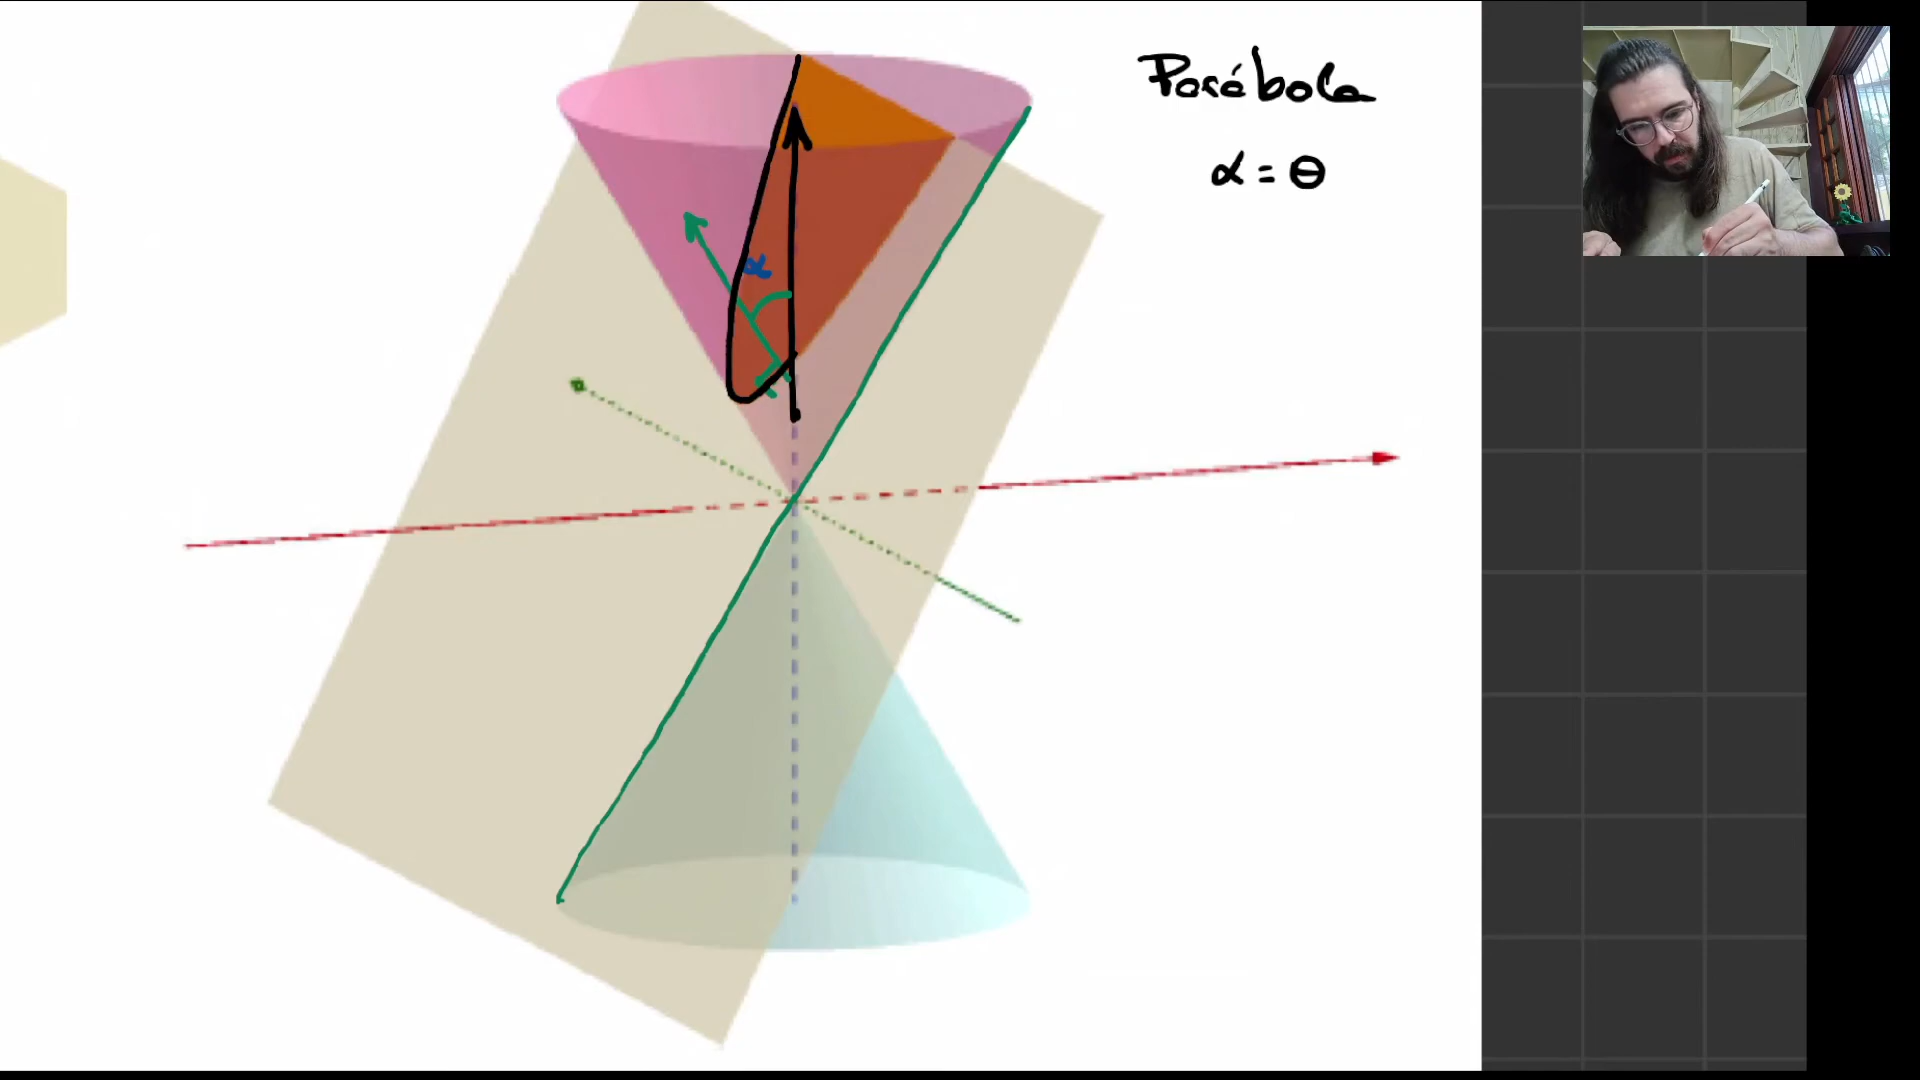 Parábola
α = θ
α